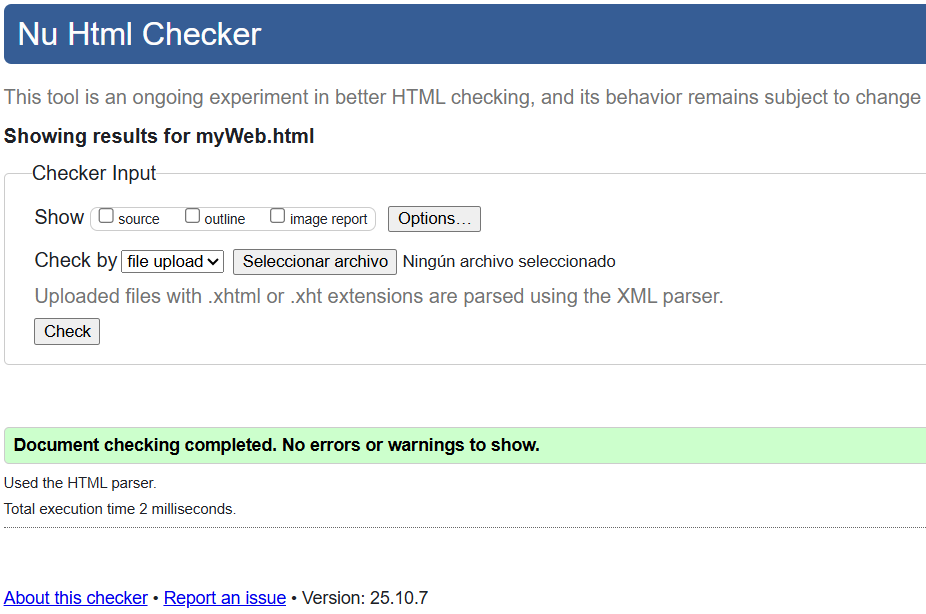 Nu Html Checker
This tool is an ongoing experiment in better HTML checking, and its behavior remains subject to change
Showing results for myWeb.html
Checker Input
Show source outline image report Options...
Check by file upload Seleccionar archivo Ningún archivo seleccionado
Uploaded files with .xhtml or .xht extensions are parsed using the XML parser.
Check
Document checking completed. No errors or warnings to show.
Used the HTML parser.
Total execution time 2 milliseconds.
About this checker • Report an issue • Version: 25.10.7